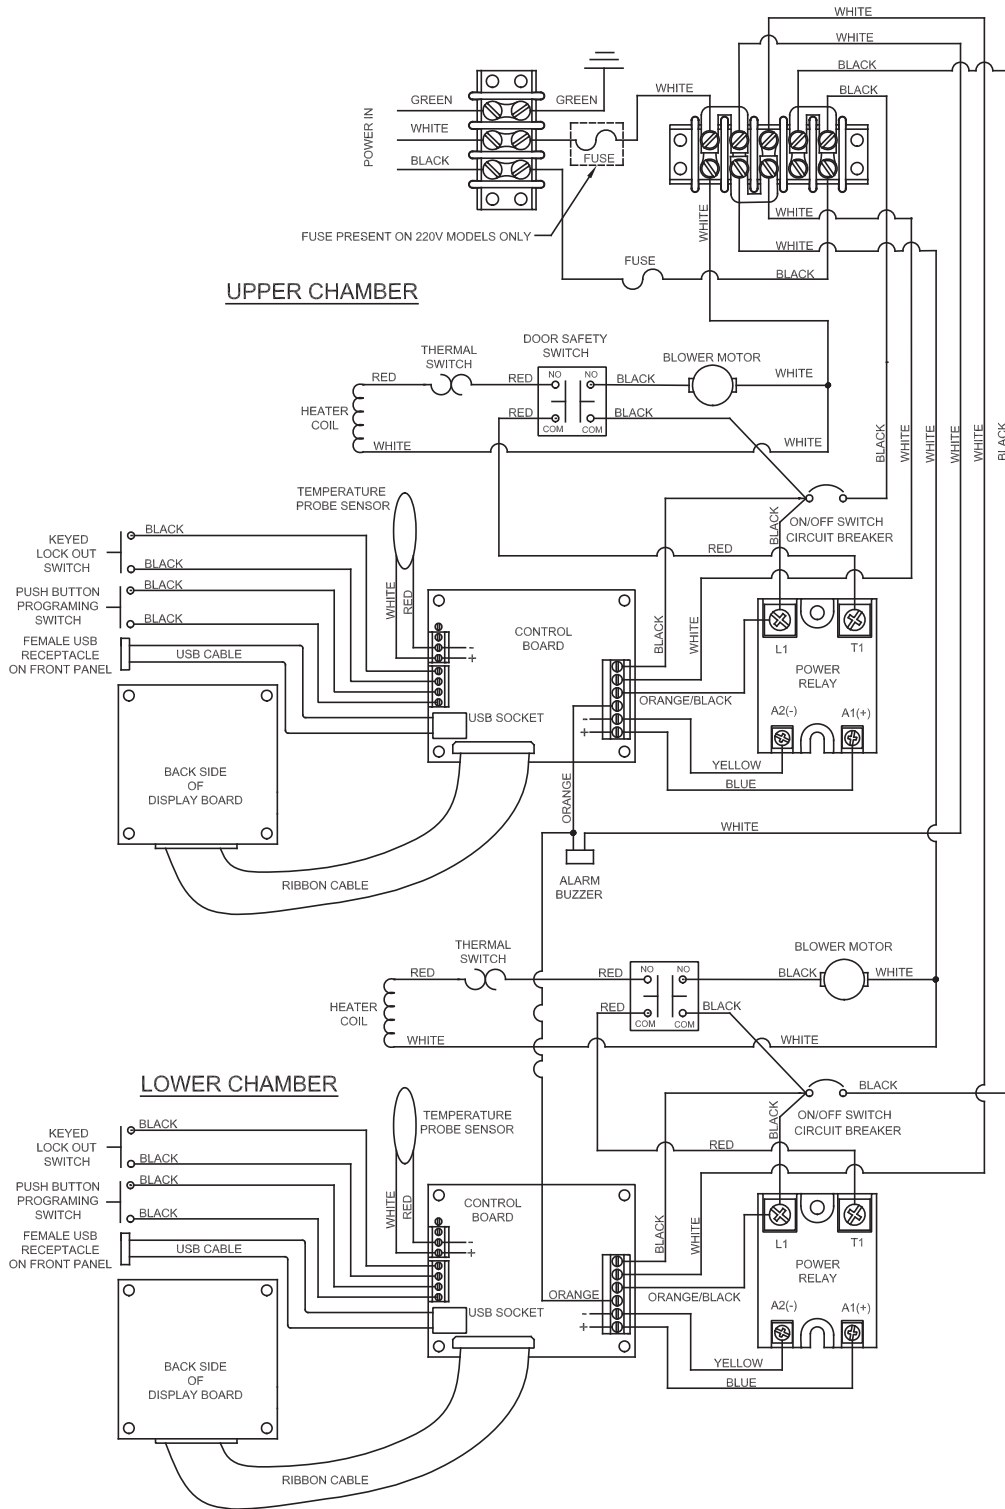 WHITE
WHITE
BLACK
BLACK
WHITE
GREEN
GREEN
WHITE
BLACK
POWER IN
FUSE
FUSE PRESENT ON 220V MODELS ONLY
WHITE
WHITE
WHITE
FUSE
BLACK
UPPER CHAMBER
DOOR SAFETY
SWITCH
THERMAL
SWITCH
BLOWER MOTOR
RED
RED
NO
NO
BLACK
WHITE
HEATER
COIL
RED
COM
COM
BLACK
WHITE
WHITE
BLACK
WHITE
WHITE
WHITE
WHITE
BLACK
TEMPERATURE
PROBE SENSOR
BLACK
ON/OFF SWITCH
CIRCUIT BREAKER
KEYED
LOCK OUT
SWITCH
BLACK
BLACK
RED
PUSH BUTTON
PROGRAMING
SWITCH
BLACK
BLACK
WHITE
RED
FEMALE USB
RECEPTACLE
ON FRONT PANEL
USB CABLE
CONTROL
BOARD
-
+
BLACK
WHITE
L1
T1
POWER
RELAY
ORANGE/BLACK
A2(-)
A1(+)
USB SOCKET
-
+
BACK SIDE
OF
DISPLAY BOARD
YELLOW
BLUE
ORANGE
WHITE
RIBBON CABLE
ALARM
BUZZER
THERMAL
SWITCH
BLOWER MOTOR
RED
RED
NO
NO
BLACK
WHITE
HEATER
COIL
RED
COM
COM
BLACK
WHITE
WHITE
LOWER CHAMBER
BLACK
TEMPERATURE
PROBE SENSOR
BLACK
ON/OFF SWITCH
CIRCUIT BREAKER
KEYED
LOCK OUT
SWITCH
BLACK
BLACK
RED
PUSH BUTTON
PROGRAMING
SWITCH
BLACK
BLACK
WHITE
RED
FEMALE USB
RECEPTACLE
ON FRONT PANEL
USB CABLE
CONTROL
BOARD
-
+
BLACK
WHITE
L1
T1
POWER
RELAY
ORANGE
ORANGE/BLACK
A2(-)
A1(+)
USB SOCKET
-
+
BACK SIDE
OF
DISPLAY BOARD
YELLOW
BLUE
RIBBON CABLE